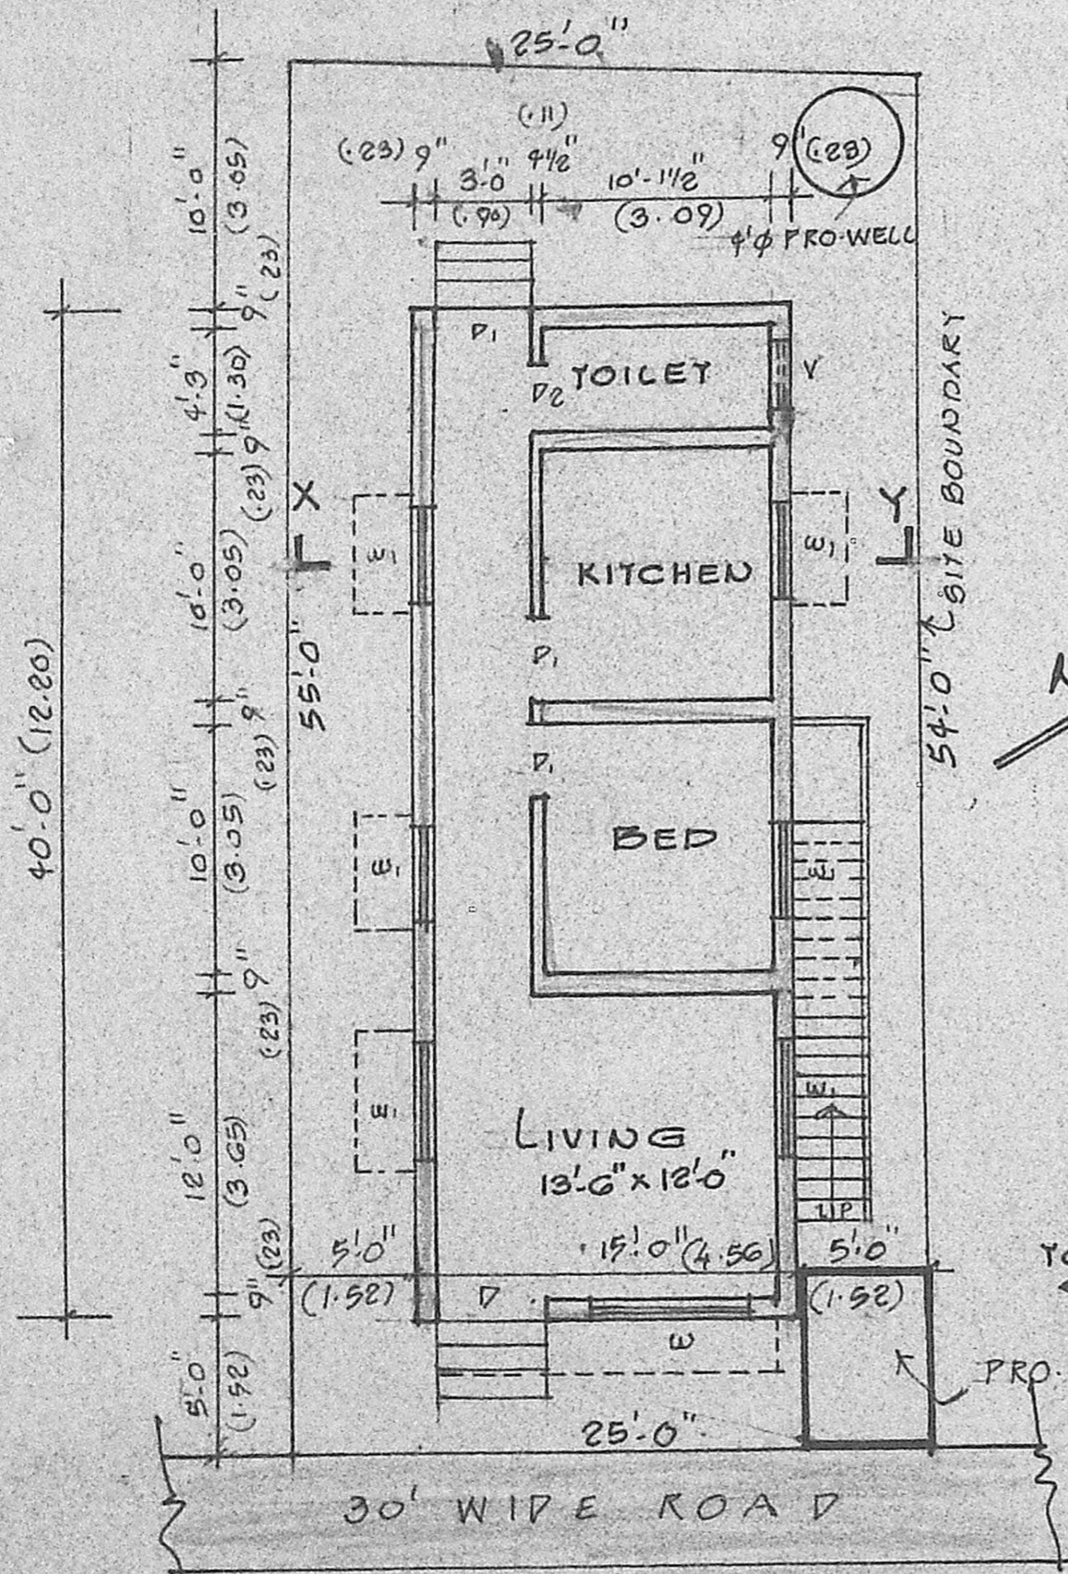 25'-0"
(.11)
(.23) 9" 3'-0" 4½" 10'-1½" 9" (.23)
(.90) (3.09)
4'φ PRO.WELL
10'-0" (3.05)
9" (.23)
D1
4'-3" (1.30)
D2 TOILET V
9" (.23)
X Y
W1 KITCHEN W1
10'-0" (3.05)
SITE BOUNDARY
40'-0" (12.20)
55'-0"
54'-0"
D1
9" (.23)
D1
N
10'-0" (3.05)
W1 BED W1
9" (.23)
W1 LIVING W1
13'-6" x 12'-0"
12'-0" (3.65)
UP
5'-0" 15'-0" (4.56) 5'-0"
(1.52) (1.52)
9" (.23)
D
W
5'-0" (1.52)
PRO.
25'-0"
30' WIDE ROAD